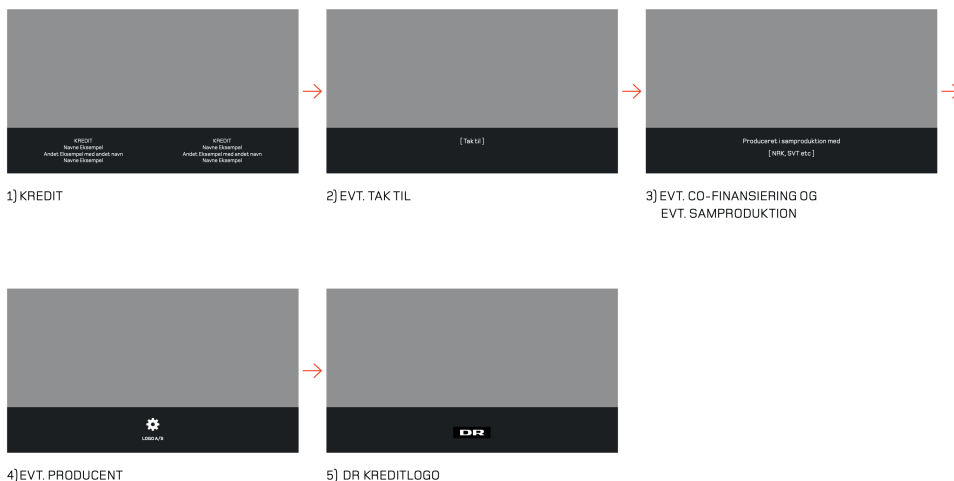 KREDIT
Navne Eksempel
Andet Eksempel med andet navn
Navne Eksempel
KREDIT
Navne Eksempel
Andet Eksempel med andet navn
Navne Eksempel
1) KREDIT
[ Tak til ]
2) EVT. TAK TIL
Produceret i samproduktion med
[ NRK, SVT etc ]
3) EVT. CO-FINANSIERING OG
EVT. SAMPRODUKTION
LOGO A/S
4) EVT. PRODUCENT
DR
5) DR KREDITLOGO